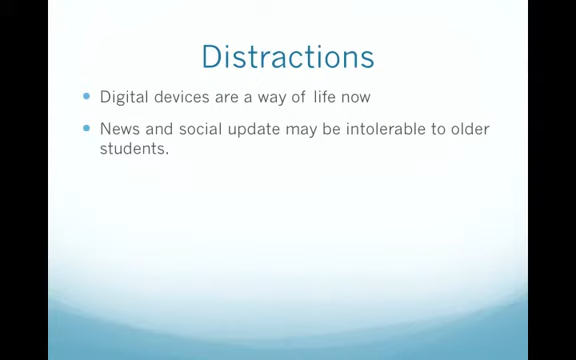 Distractions
Digital devices are a way of life now
News and social update may be intolerable to older
students.